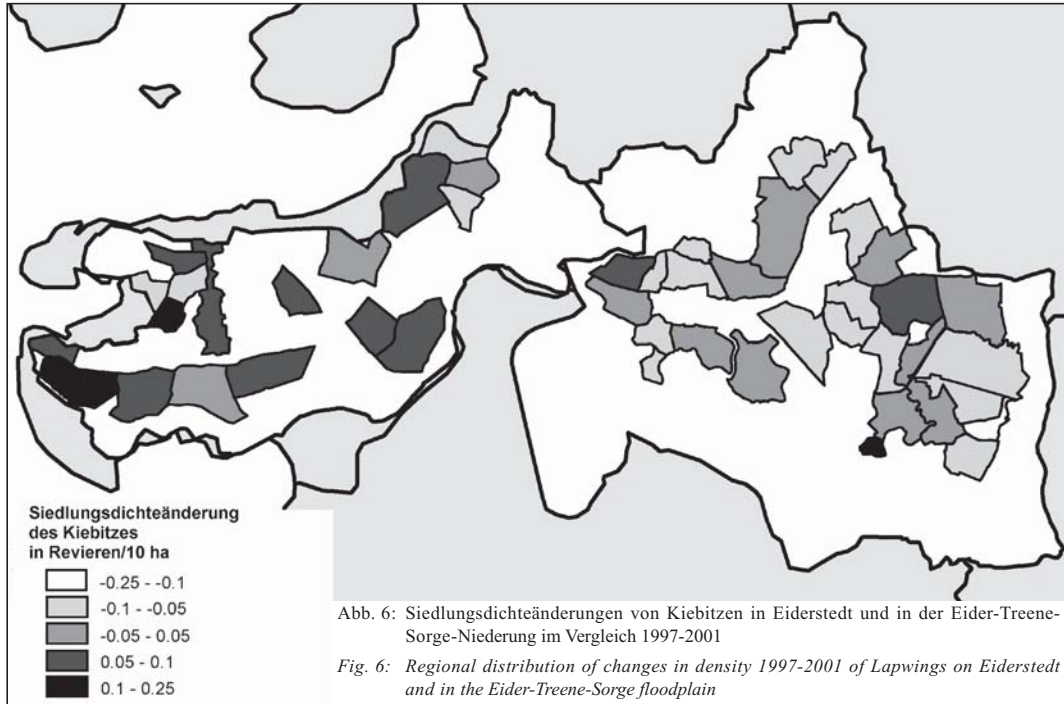 Siedlungsdichteänderung
des Kiebitzes
in Revieren/10 ha
-0.25 - -0.1
-0.1 - -0.05
-0.05 - 0.05
0.05 - 0.1
0.1 - 0.25
Abb. 6: Siedlungsdichteänderungen von Kiebitzen in Eiderstedt und in der Eider-Treene-
Sorge-Niederung im Vergleich 1997-2001
Fig. 6: Regional distribution of changes in density 1997-2001 of Lapwings on Eiderstedt
and in the Eider-Treene-Sorge floodplain